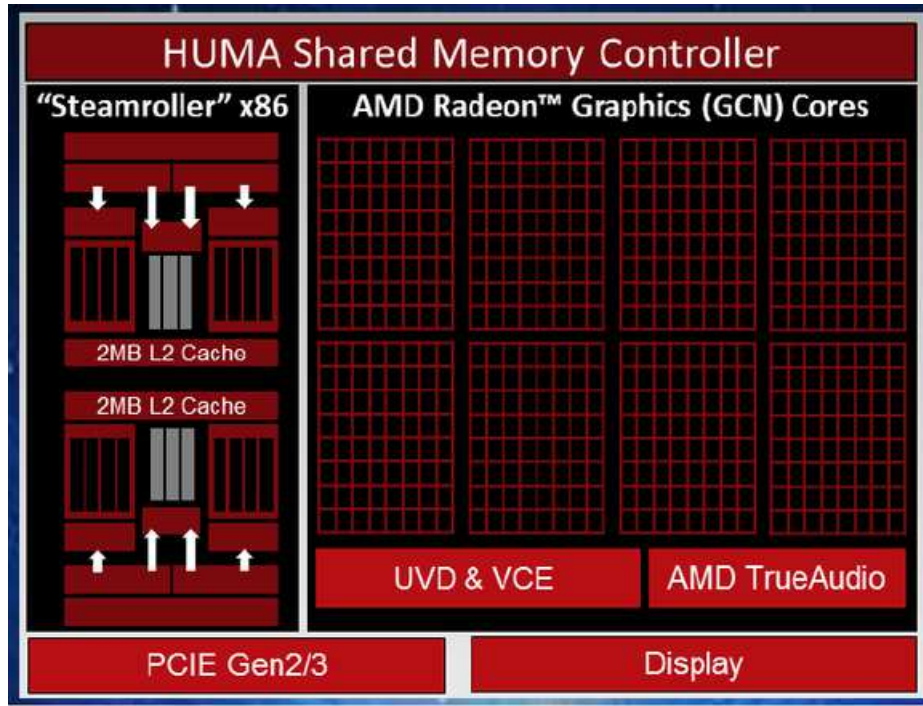 HUMA Shared Memory Controller
“Steamroller” x86
AMD Radeon™ Graphics (GCN) Cores
2MB L2 Cache
2MB L2 Cache
UVD & VCE
AMD TrueAudio
PCIE Gen2/3
Display